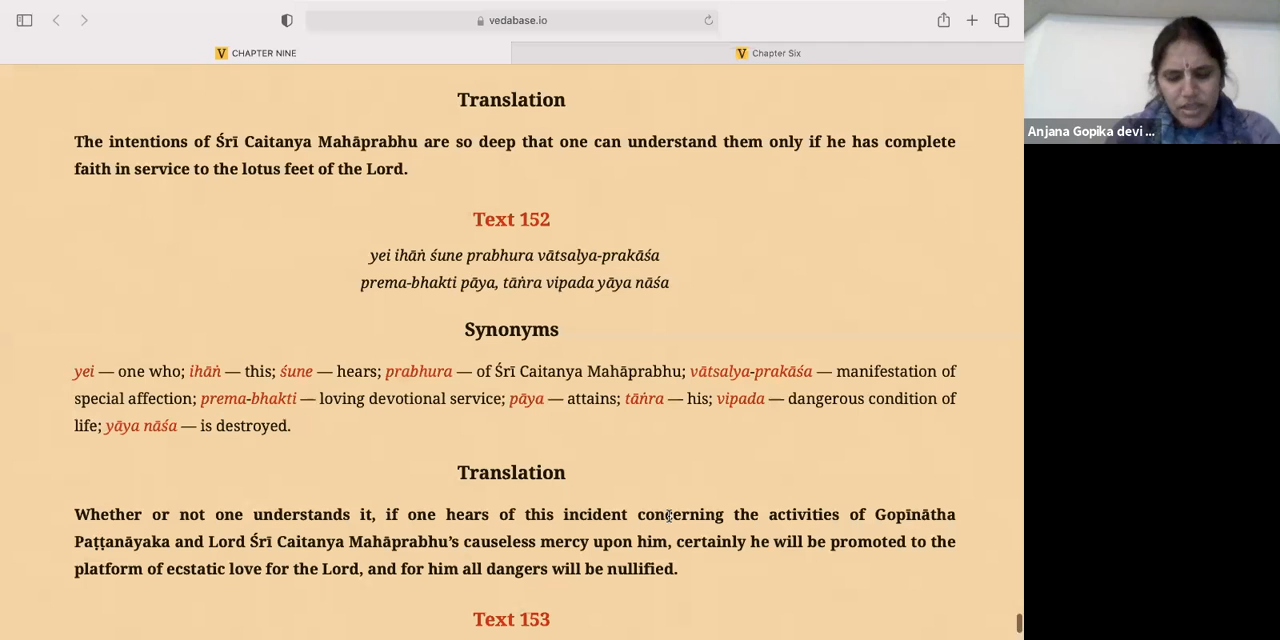 vedabase.io
CHAPTER NINE
Chapter Six
Translation
The intentions of Śrī Caitanya Mahāprabhu are so deep that one can understand them only if he has complete
faith in service to the lotus feet of the Lord.
Text 152
yei ihāṅ śune prabhura vātsalya-prakāśa
prema-bhakti pāya, tāṅra vipada yāya nāśa
Synonyms
yei — one who; ihāṅ — this; śune — hears; prabhura — of Śrī Caitanya Mahāprabhu; vātsalya-prakāśa — manifestation of
special affection; prema-bhakti — loving devotional service; pāya — attains; tāṅra — his; vipada — dangerous condition of
life; yāya nāśa — is destroyed.
Translation
Whether or not one understands it, if one hears of this incident concerning the activities of Gopīnātha
Paṭṭanāyaka and Lord Śrī Caitanya Mahāprabhu’s causeless mercy upon him, certainly he will be promoted to the
platform of ecstatic love for the Lord, and for him all dangers will be nullified.
Text 153
Anjana Gopika devi ...